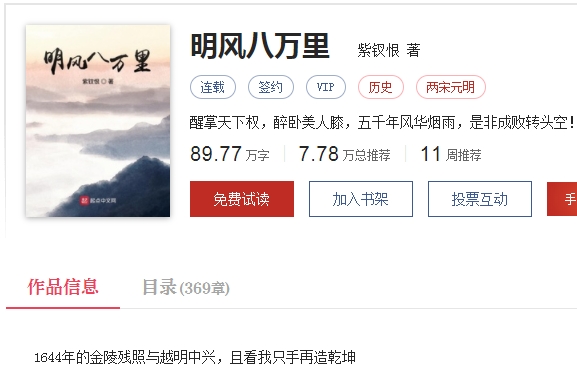 明风八万里
紫钗恨 ◎ 著
起点中文网
明风八万里 紫钗恨 著
连载 签约 VIP 历史 两宋元明
醒掌天下权，醉卧美人膝，五千年风华烟雨，是非成败转头空！
89.77 万字 7.78 万总推荐 11 周推荐
免费试读 加入书架 投票互动 手
作品信息 目录(369章)
1644年的金陵残照与越明中兴，且看我只手再造乾坤